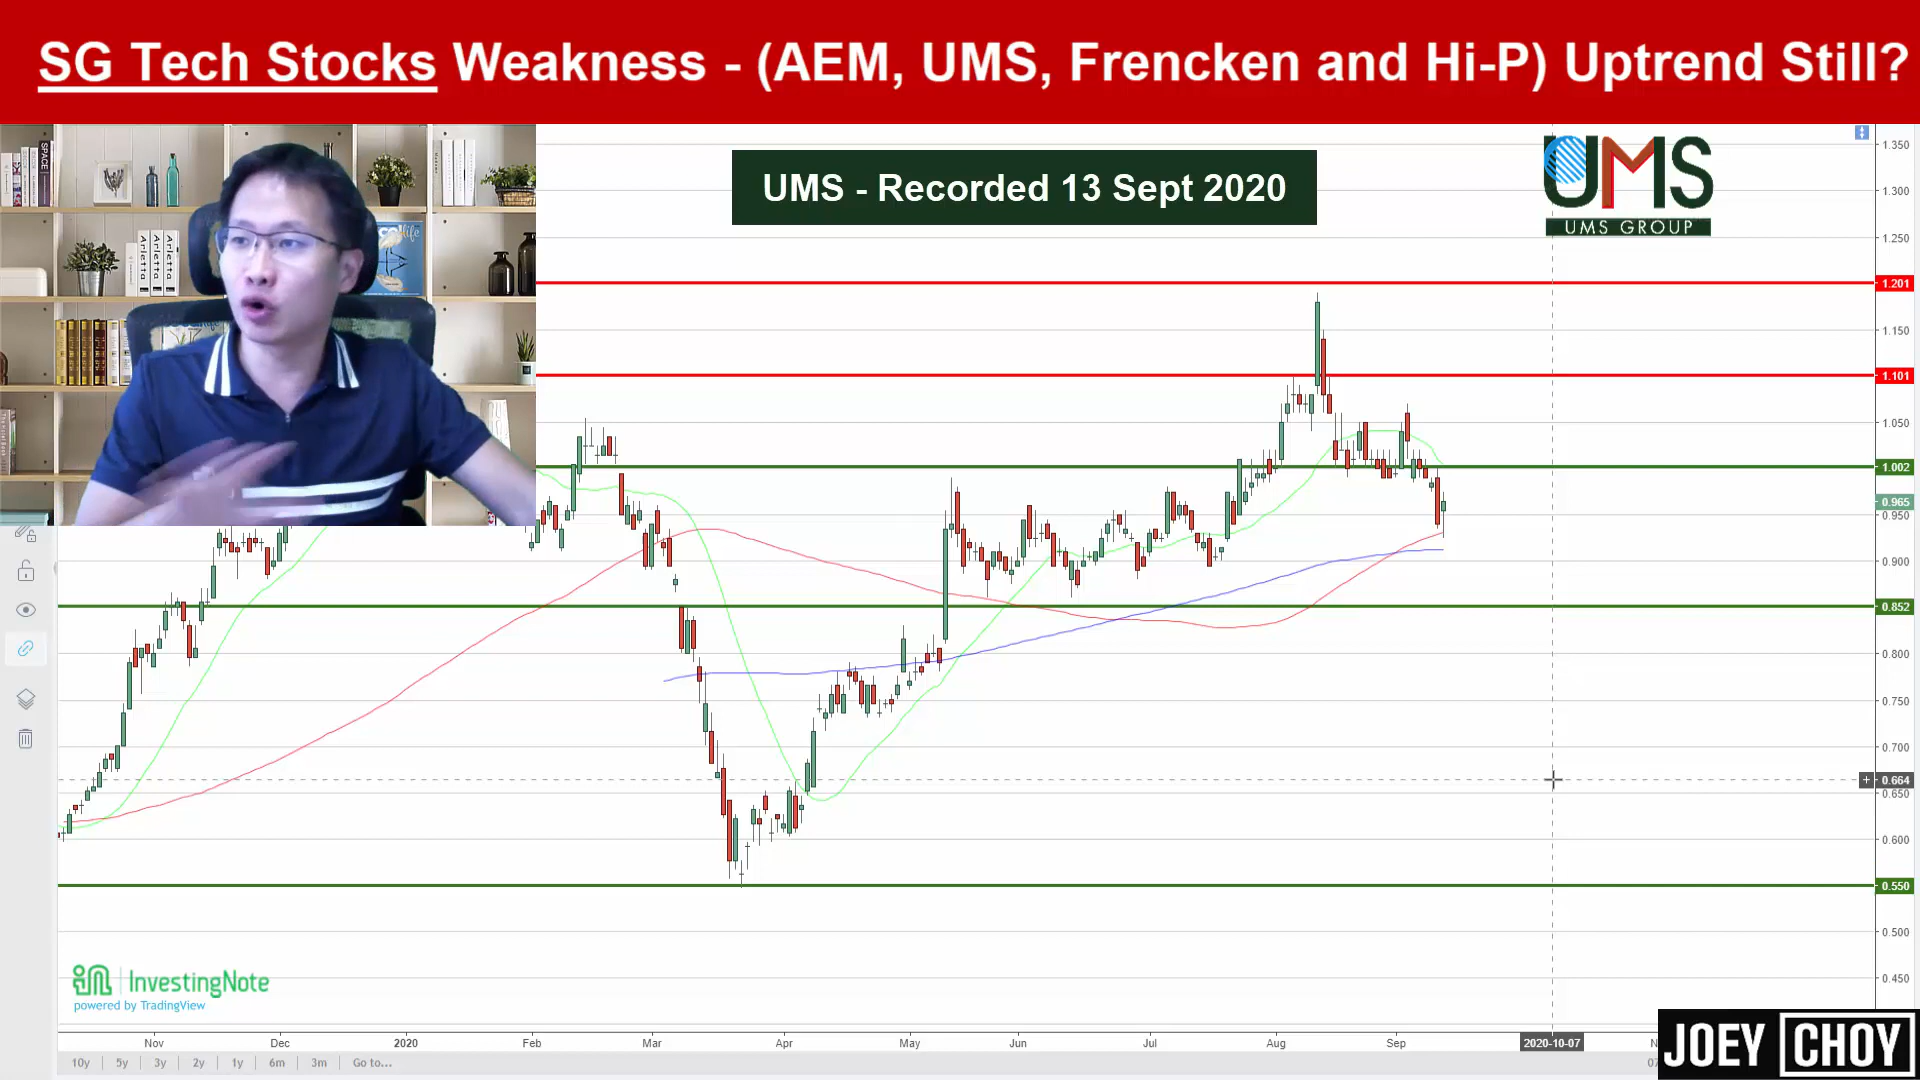 SG Tech Stocks Weakness - (AEM, UMS, Frencken and Hi-P) Uptrend Still?
UMS - Recorded 13 Sept 2020
UMS
UMS GROUP
SPACE
Arletta
Arletta
Arletta
1.350
1.300
1.250
1.201
1.150
1.101
1.050
1.002
0.965
0.950
0.900
0.852
0.800
0.750
0.700
0.664
0.650
0.600
0.550
0.500
0.450
InvestingNote
powered by TradingView
Nov
Dec
2020
Feb
Mar
Apr
May
Jun
Jul
Aug
Sep
2020-10-07
10y
5y
3y
2y
1y
6m
3m
Go to...
JOEY CHOY